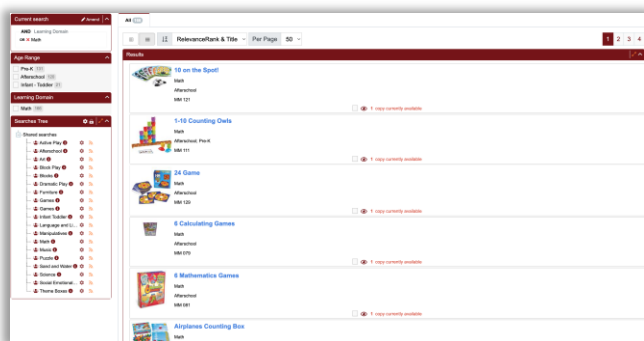 Current search
Amend
AND Learning Domain
OR Math
Age Range
Pre-K
Afterschool
Infant - Toddler
Learning Domain
Math
Searches Tree
Shared searches
Active Play
Afterschool
Art
Block Play
Blocks
Dramatic Play
Furniture
Games
Games
Infant Toddler
Language and Li...
Manipulatives
Math
Music
Puzzle
Sand and Water
Science
Social Emotional...
Theme Boxes
All
RelevanceRank & Title
Per Page
50
1 2 3 4
Results
10 on the Spot!
Math
Afterschool
MM 121
1 copy currently available
1-10 Counting Owls
Math
Afterschool, Pre-K
MM 111
1 copy currently available
24 Game
Math
Afterschool
MM 129
1 copy currently available
6 Calculating Games
Math
Afterschool
MM 079
1 copy currently available
6 Mathematics Games
Math
Afterschool
MM 081
1 copy currently available
Airplanes Counting Box
Math